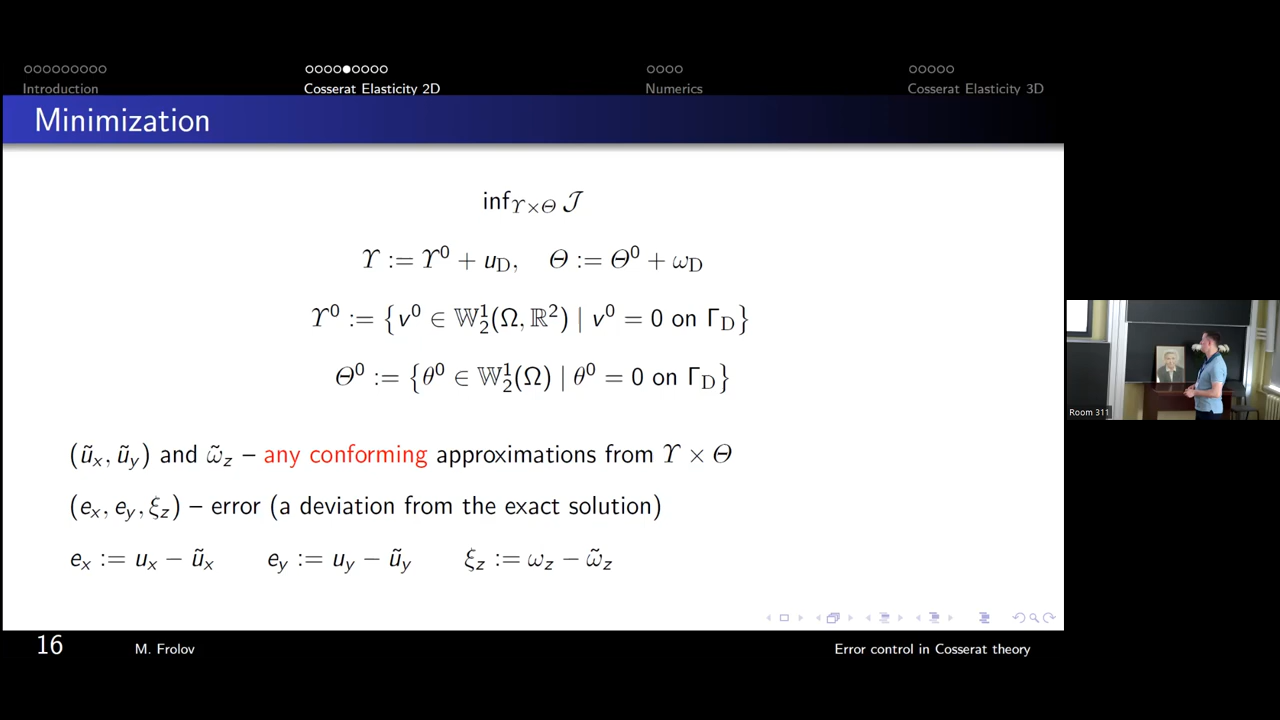 Introduction
Cosserat Elasticity 2D
Numerics
Cosserat Elasticity 3D
Minimization
inf_{ϒ×Θ} 𝒥
ϒ := ϒ⁰ + u_D, Θ := Θ⁰ + ω_D
ϒ⁰ := {v⁰ ∈ 𝕎₂¹(Ω, ℝ²) | v⁰ = 0 on Γ_D}
Θ⁰ := {θ⁰ ∈ 𝕎₂¹(Ω) | θ⁰ = 0 on Γ_D}
(ũ_x, ũ_y) and ω̃_z – any conforming approximations from ϒ × Θ
(e_x, e_y, ξ_z) – error (a deviation from the exact solution)
e_x := u_x − ũ_x e_y := u_y − ũ_y ξ_z := ω_z − ω̃_z
16
M. Frolov
Error control in Cosserat theory
Room 311